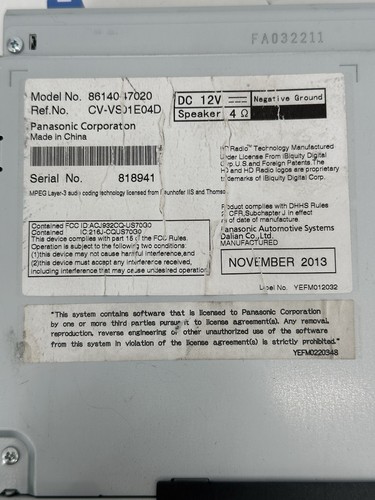 FA032211
Model No. 86140 47020
Ref.No. CV-VS01E04D
Panasonic Corporation
Made in China
DC 12V Negative Ground
Speaker 4 Ω
Serial No. 818941
MPEG Layer-3 audio coding technology licensed from Fraunhofer IIS and Thomson
HD Radio™ Technology Manufactured
Under License From iBiquity Digital
Corp. U.S. and Foreign Patents. The
HD and HD Radio logos are proprietary
trademarks of iBiquity Digital Corp.
Contained FCC ID:ACJ932CQ-US70G0
Contained IC:216J-CQUS70G0
This device complies with part 15 of the FCC Rules.
Operation is subject to the following two conditions:
(1)this device may not cause harmful interference,and
(2)this device must accept any interference received,
including interference that may cause undesired operation.
Product complies with DHHS Rules
21 CFR,Subchapter J in effect
as of date of manufacture.
Panasonic Automotive Systems
Dalian Co.,Ltd.
MANUFACTURED
NOVEMBER 2013
Label No. YEFM012032
"This system contains software that is licensed to Panasonic Corporation
by one or more third parties pursuant to license agreement(s). Any removal,
reproduction, reverse engineering or other unauthorized use of the software
from this system in violation of the license agreement(s) is strictly prohibited."
YEFM0220348